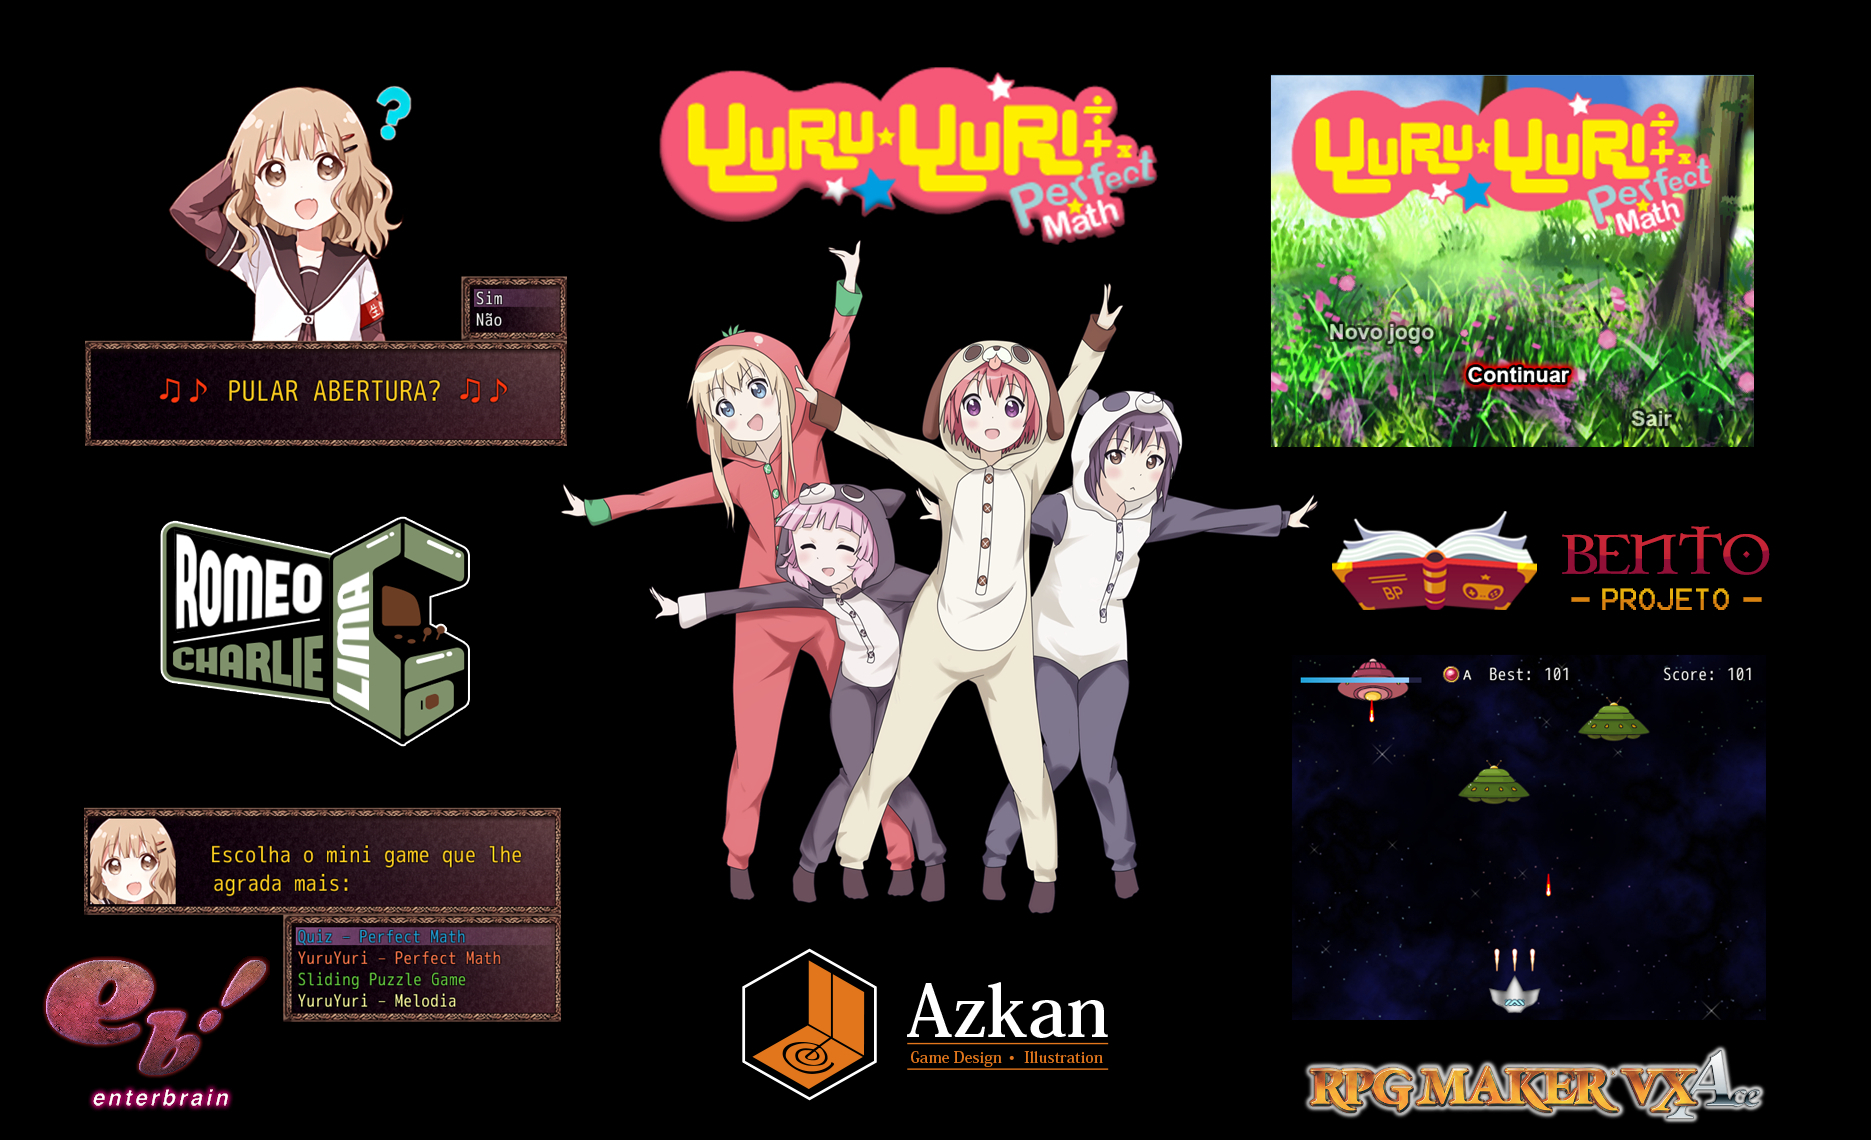 ?
Sim
Não
♫♪ PULAR ABERTURA? ♫♪
ROMEO
CHARLIE
LIMA
Escolha o mini game que lhe
agrada mais:
Quiz - Perfect Math
YuruYuri - Perfect Math
Sliding Puzzle Game
YuruYuri - Melodia
eb!
enterbrain
YURU★YURI
÷
+ x
Perfect
Math
Azkan
Game Design • Illustration
YURU★YURI
÷
+ x
Perfect
Math
Novo jogo
Continuar
Sair
BP
BENTO
- PROJETO -
A Best: 101 Score: 101
RPG MAKER VX Ace